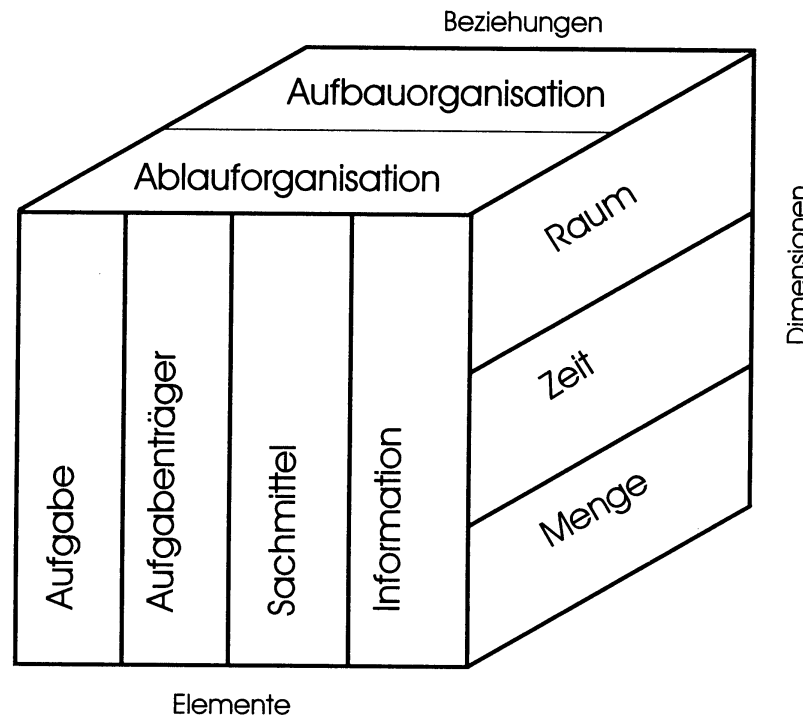 Beziehungen
Aufbauorganisation
Ablauforganisation
Raum
Zeit
Menge
Dimensionen
Aufgabe
Aufgabenträger
Sachmittel
Information
Elemente